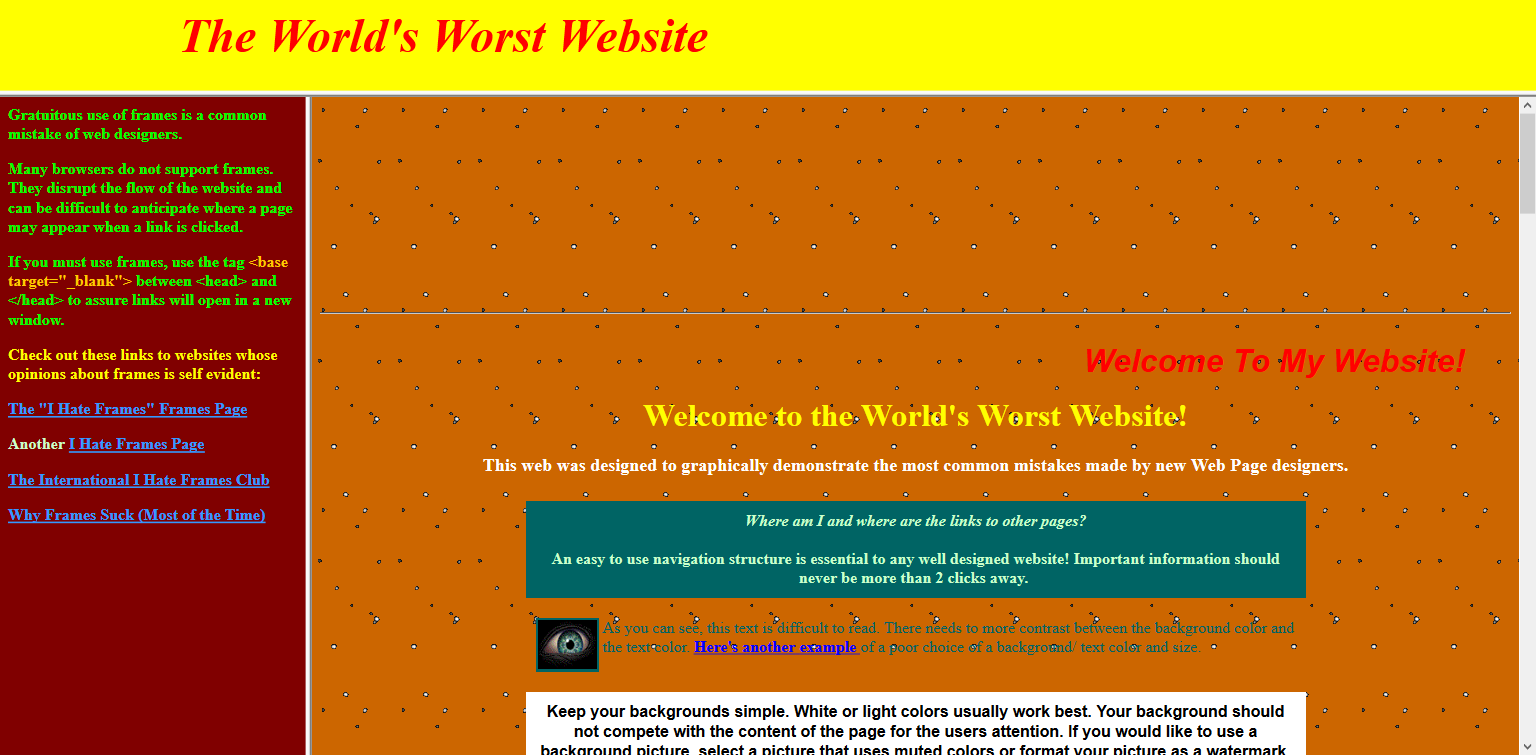 The World's Worst Website
Gratuitous use of frames is a common
mistake of web designers.
Many browsers do not support frames.
They disrupt the flow of the website and
can be difficult to anticipate where a page
may appear when a link is clicked.
If you must use frames, use the tag <base
target="_blank"> between <head> and
</head> to assure links will open in a new
window.
Check out these links to websites whose
opinions about frames is self evident:
The "I Hate Frames" Frames Page
Another I Hate Frames Page
The International I Hate Frames Club
Why Frames Suck (Most of the Time)
Welcome To My Website!
Welcome to the World's Worst Website!
This web was designed to graphically demonstrate the most common mistakes made by new Web Page designers.
Where am I and where are the links to other pages?
An easy to use navigation structure is essential to any well designed website! Important information should
never be more than 2 clicks away.
As you can see, this text is difficult to read. There needs to more contrast between the background color and
the text color. Here's another example of a poor choice of a background/ text color and size.
Keep your backgrounds simple. White or light colors usually work best. Your background should
not compete with the content of the page for the users attention. If you would like to use a
background picture, select a picture that uses muted colors or format your picture as a watermark